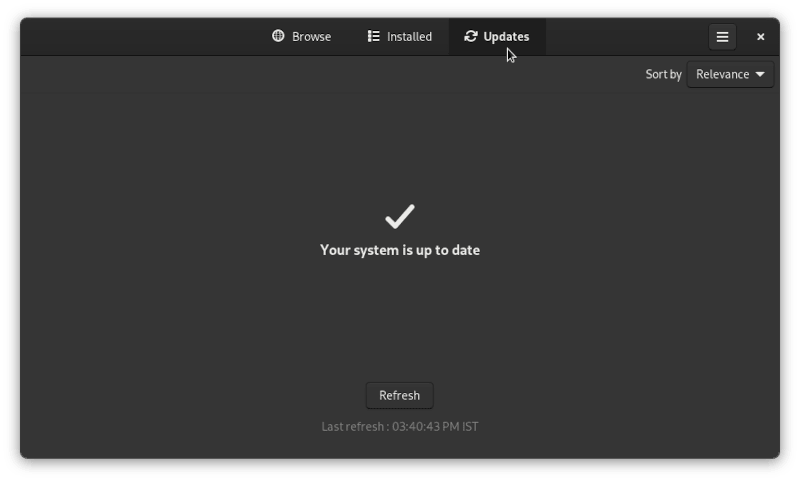 Browse Installed Updates
Sort by Relevance
Your system is up to date
Refresh
Last refresh : 03:40:43 PM IST